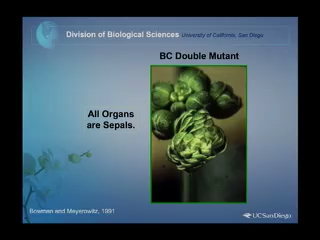 Division of Biological Sciences University of California, San Diego
BC Double Mutant
All Organs
are Sepals.
Bowman and Meyerowitz, 1991
UCSanDiego